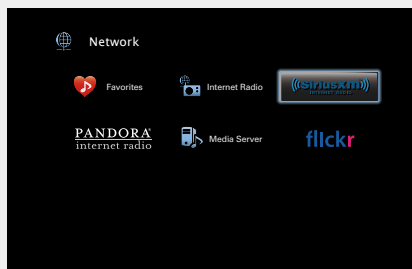 Network
Favorites
Internet Radio
((SiriusXM))
INTERNET RADIO
PANDORA®
internet radio
Media Server
flickr